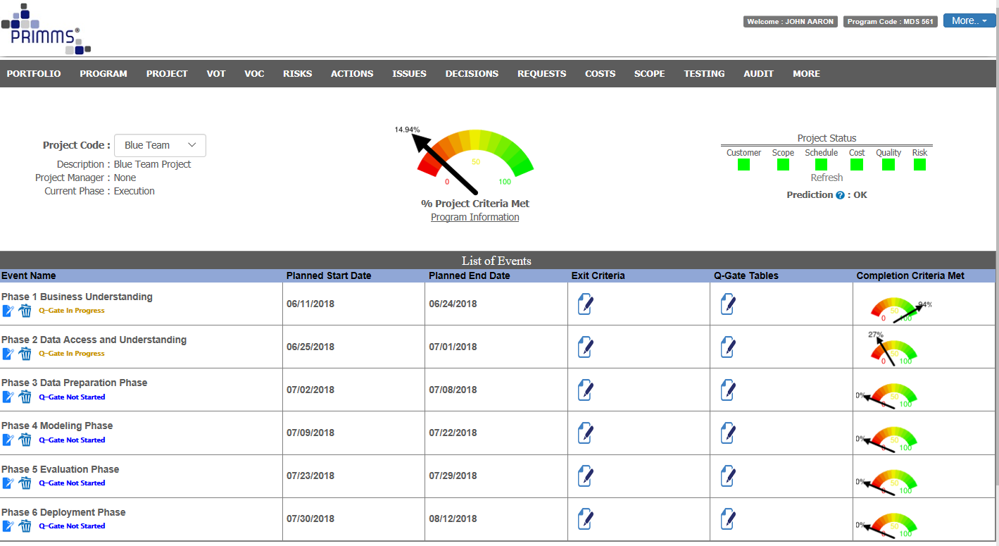 PRIMMS®
Welcome : JOHN AARON Program Code : MDS 561 More..
PORTFOLIO PROGRAM PROJECT VOT VOC RISKS ACTIONS ISSUES DECISIONS REQUESTS COSTS SCOPE TESTING AUDIT MORE
Project Code : Blue Team
Description : Blue Team Project
Project Manager : None
Current Phase : Execution
14.94%
50
0 100
% Project Criteria Met
Program Information
Project Status
Customer Scope Schedule Cost Quality Risk
Refresh
Prediction ? : OK
List of Events
Event Name Planned Start Date Planned End Date Exit Criteria Q-Gate Tables Completion Criteria Met
Phase 1 Business Understanding
Q-Gate In Progress
06/11/2018 06/24/2018
94%
50
0 100
Phase 2 Data Access and Understanding
Q-Gate In Progress
06/25/2018 07/01/2018
27%
50
0 100
Phase 3 Data Preparation Phase
Q-Gate Not Started
07/02/2018 07/08/2018
0%
50
0 100
Phase 4 Modeling Phase
Q-Gate Not Started
07/09/2018 07/22/2018
0%
50
0 100
Phase 5 Evaluation Phase
Q-Gate Not Started
07/23/2018 07/29/2018
0%
50
0 100
Phase 6 Deployment Phase
Q-Gate Not Started
07/30/2018 08/12/2018
0%
50
0 100